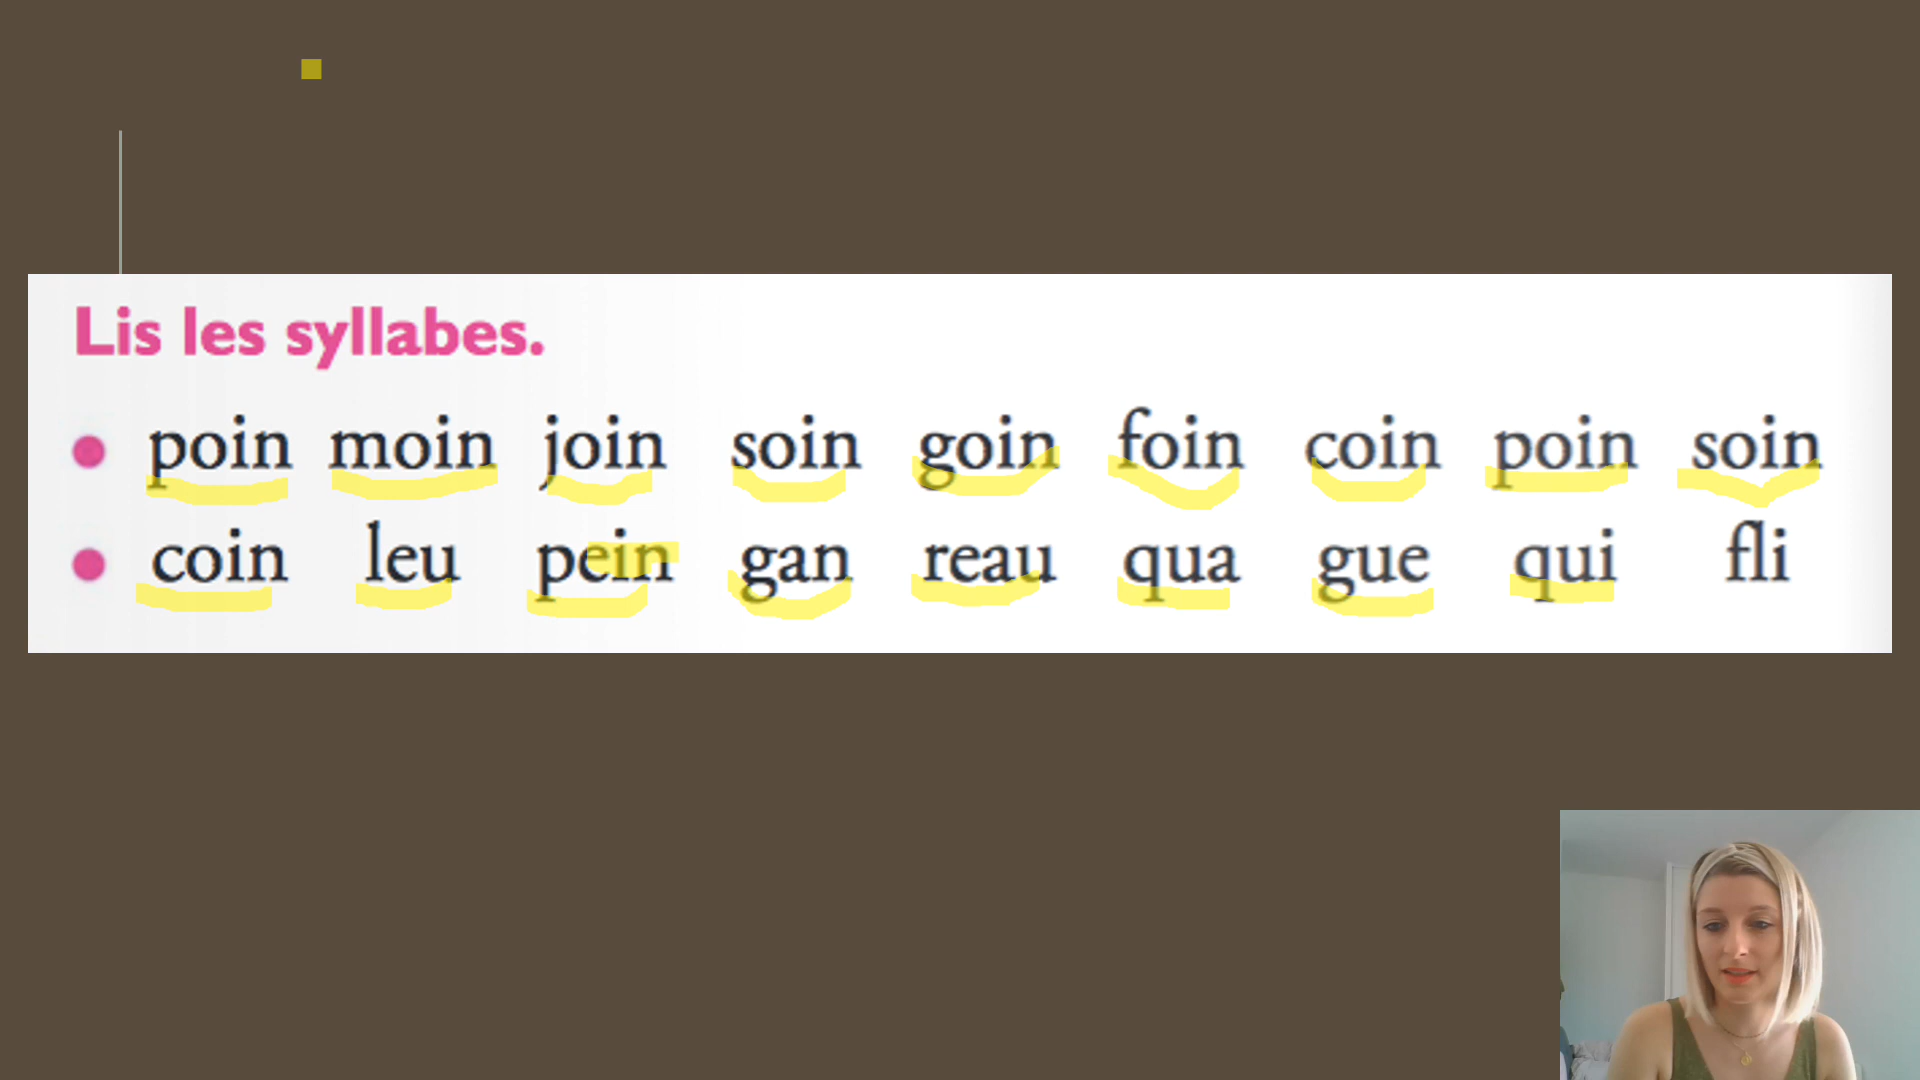 Lis les syllabes.
poin moin join soin goin foin coin poin soin
coin leu pein gan reau qua gue qui fli